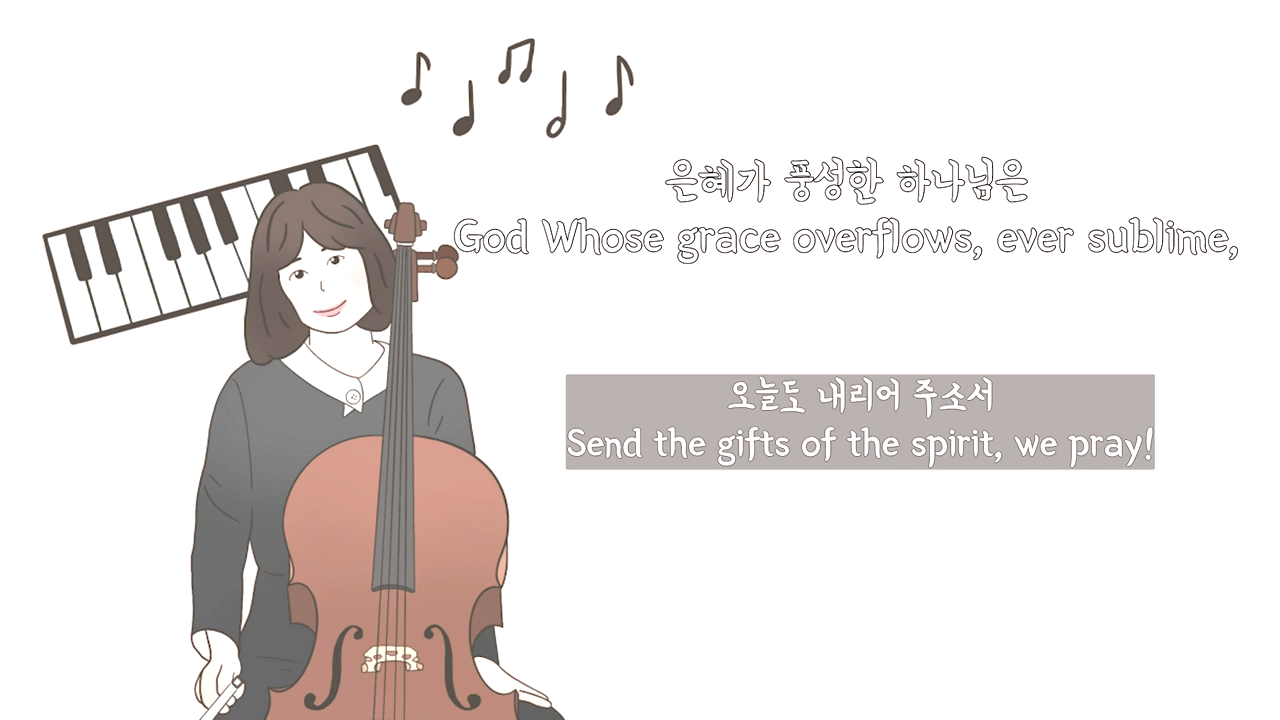 은혜가 풍성한 하나님은
God Whose grace overflows, ever sublime,
오늘도 내리어 주소서
Send the gifts of the spirit, we pray!